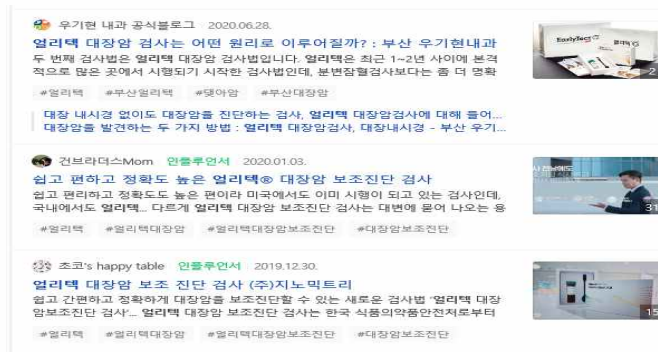 우기현 내과 공식블로그 2020.06.28.
얼리텍 대장암 검사는 어떤 원리로 이루어질까? : 부산 우기현내과
두 번째 검사법은 얼리텍 대장암 검사법입니다. 얼리텍은 최근 1~2년 사이에 본격
적으로 많은 곳에서 시행되기 시작한 검사법인데, 분변잠혈검사보다는 좀 더 명확
#얼리텍 #부산얼리텍 #댖아암 #부산대장암
대장 내시경 없이도 대장암을 진단하는 검사, 얼리텍 대장암검사에 대해 들어...
대장암을 발견하는 두 가지 방법 : 얼리텍 대장암검사, 대장내시경 - 부산 우기...
EarlyTect
2
건브라더스Mom 인플루언서 2020.01.03.
쉽고 편하고 정확도 높은 얼리텍® 대장암 보조진단 검사
쉽고 편리하고 정확도도 높은 편이라 미국에서도 이미 시행이 되고 있는 검사인데,
국내에서도 얼리텍... 다르게 얼리텍 대장암 보조진단 검사는 대변에 묻어 나오는 용
#얼리텍 #얼리텍대장암 #얼리텍대장암보조진단 #대장암보조진단
31
초코's happy table 인플루언서 2019.12.30.
얼리텍 대장암 보조 진단 검사 (주)지노믹트리
쉽고 간편하고 정확하게 대장암를 보조진단할 수 있는 새로운 검사법 '얼리텍 대장
암보조진단 검사'... 얼리텍 대장암 보조진단 검사는 한국 식품의약품안전처로부터
#얼리텍 #얼리텍대장암 #얼리텍대장암보조진단 #대장암보조진단
15